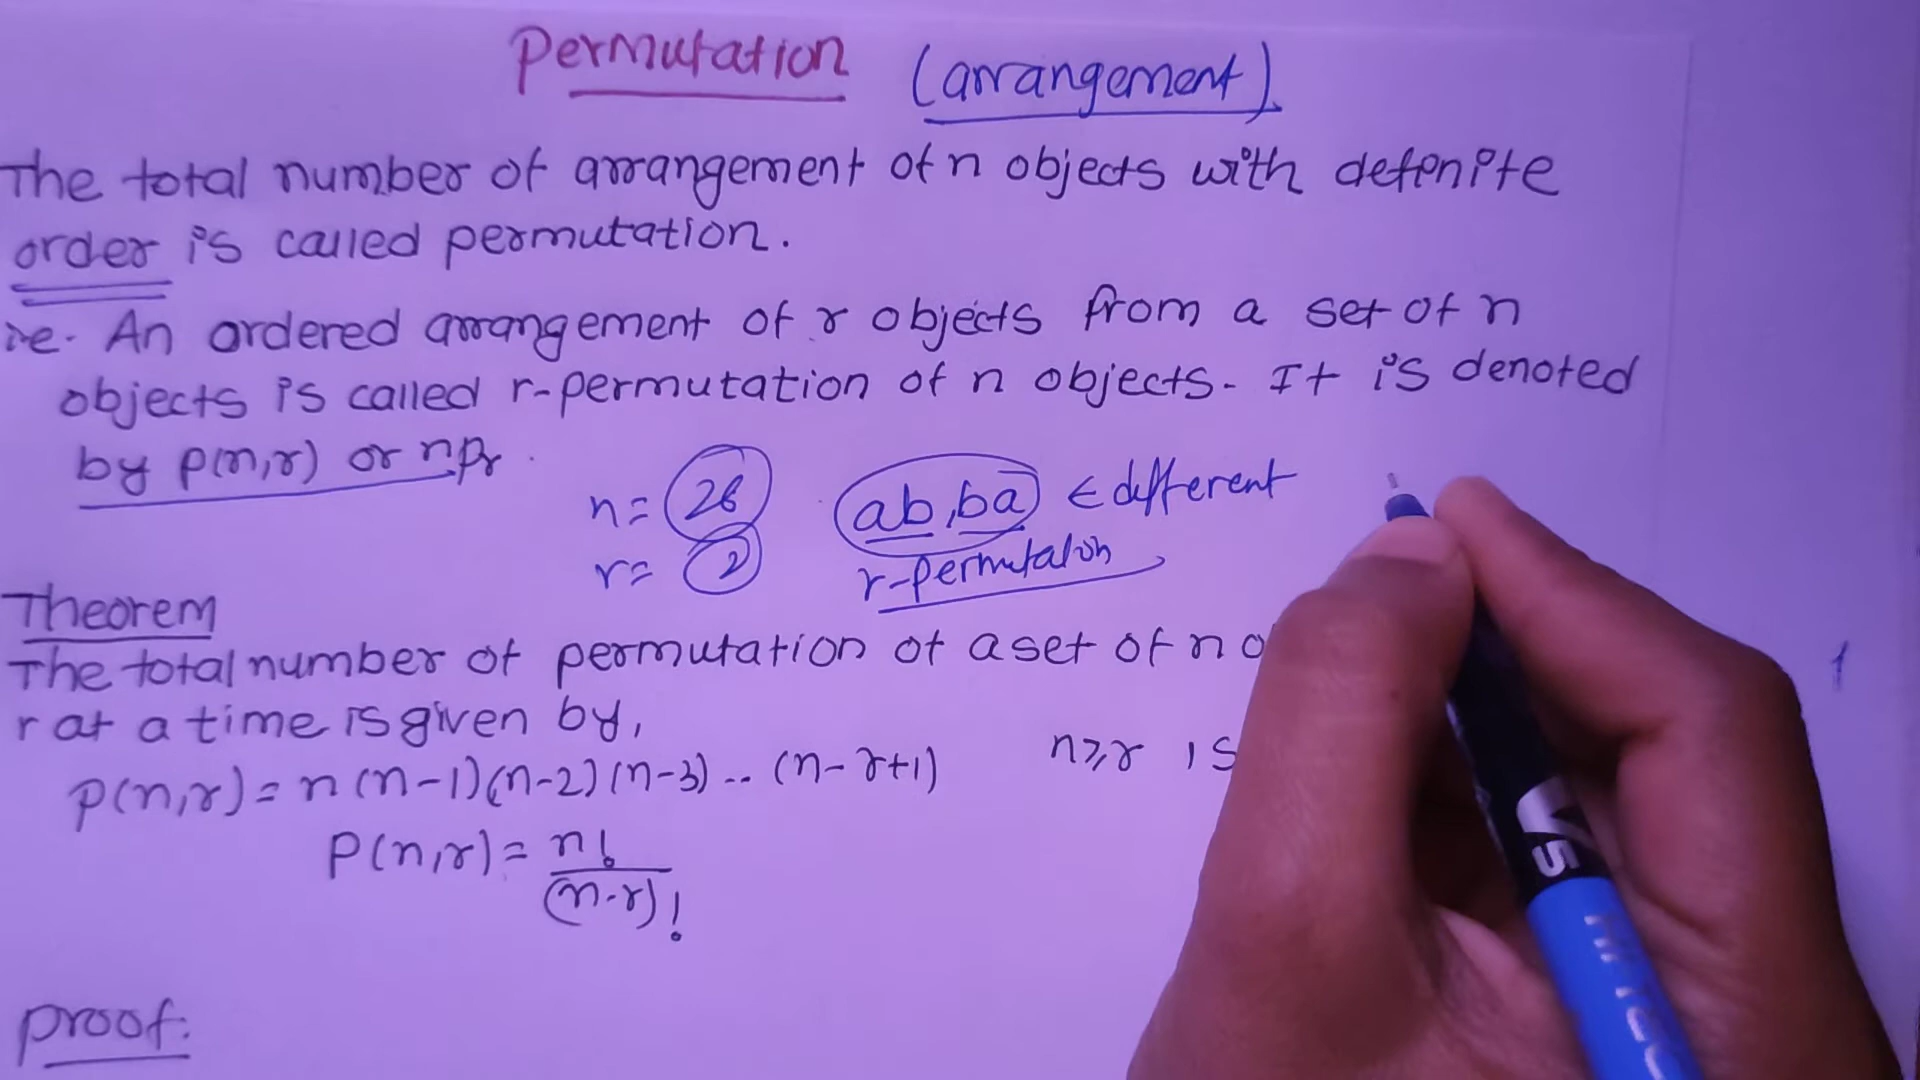 Permutation (arrangement)
The total number of arrangement of n objects with definite
order is called permutation.
i.e. An ordered arrangement of r objects from a set of n
objects is called r-permutation of n objects. It is denoted
by p(n,r) or npr.
n= 26 ab, ba ∈ different
r= 2 r-permutation
Theorem
The total number of permutation of a set of n
r at a time is given by,
p(n,r) = n(n-1)(n-2)(n-3)..(n-r+1) n≥r is
P(n,r) = n!
(n-r)!
proof:
V5